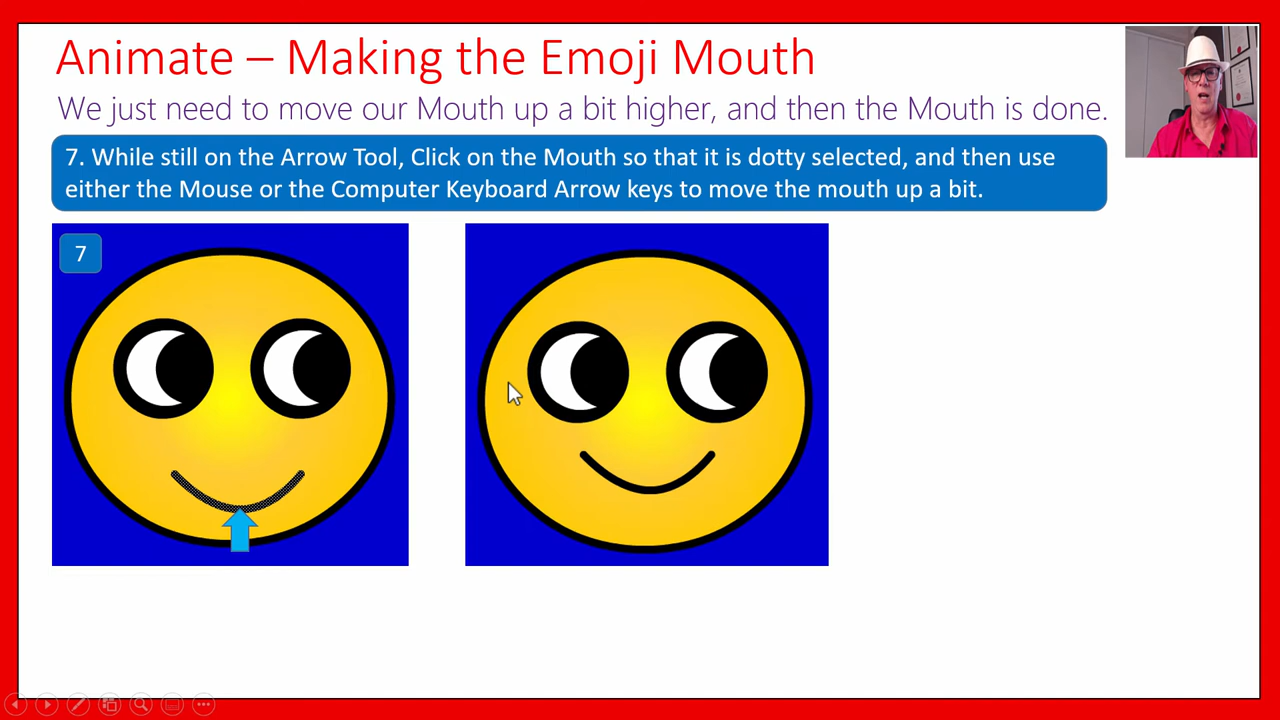 Animate – Making the Emoji Mouth
We just need to move our Mouth up a bit higher, and then the Mouth is done.
7. While still on the Arrow Tool, Click on the Mouth so that it is dotty selected, and then use
either the Mouse or the Computer Keyboard Arrow keys to move the mouth up a bit.
7